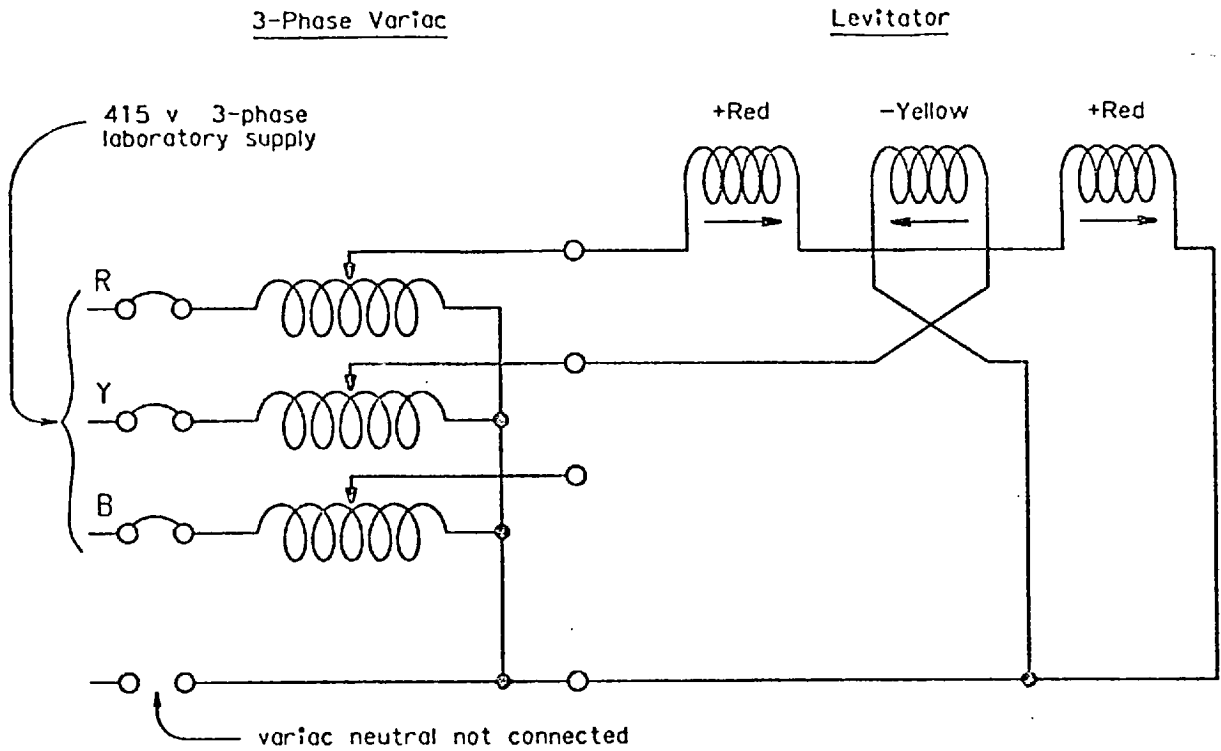 3-Phase Variac
Levitator
415 v 3-phase
laboratory supply
+Red
-Yellow
+Red
R
Y
B
variac neutral not connected